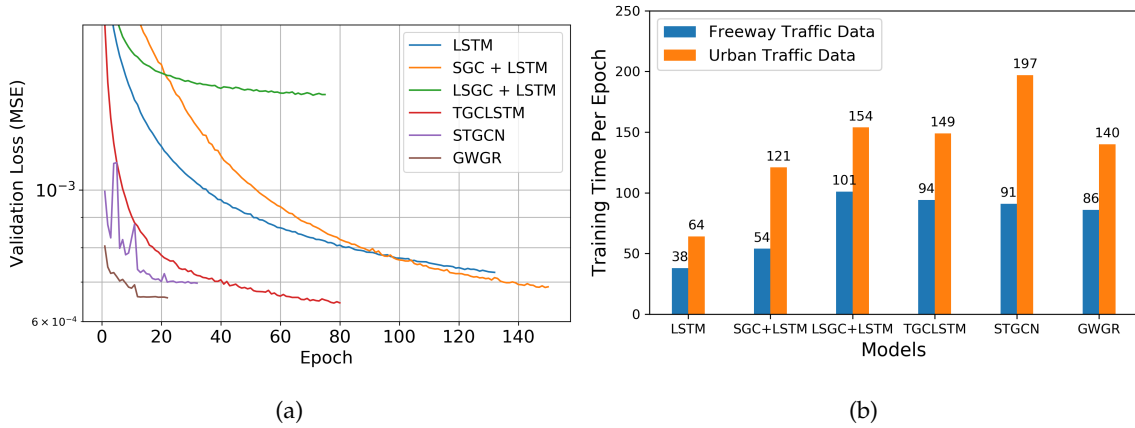 Validation Loss (MSE)
10⁻³
6 × 10⁻⁴
LSTM
SGC + LSTM
LSGC + LSTM
TGCLSTM
STGCN
GWGR
0 20 40 60 80 100 120 140
Epoch
(a)
Training Time Per Epoch
250
200
150
100
50
0
Freeway Traffic Data
Urban Traffic Data
38 64 54 121 101 154 94 149 91 197 86 140
LSTM SGC+LSTM LSGC+LSTM TGCLSTM STGCN GWGR
Models
(b)